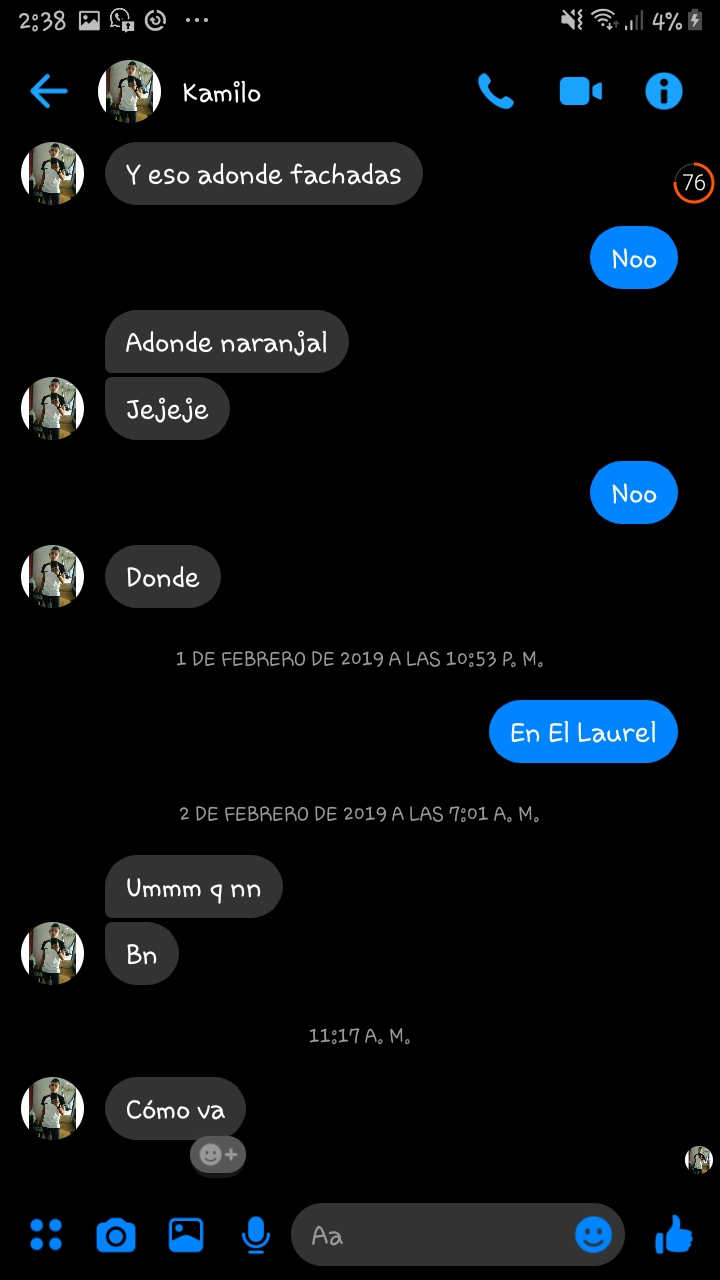 2:38
4%
Kamilo
Y eso adonde fachadas
76
Noo
Adonde naranjal
Jejeje
Noo
Donde
1 DE FEBRERO DE 2019 A LAS 10:53 P. M.
En El Laurel
2 DE FEBRERO DE 2019 A LAS 7:01 A. M.
Ummm q nn
Bn
11:17 A. M.
Cómo va
Aa